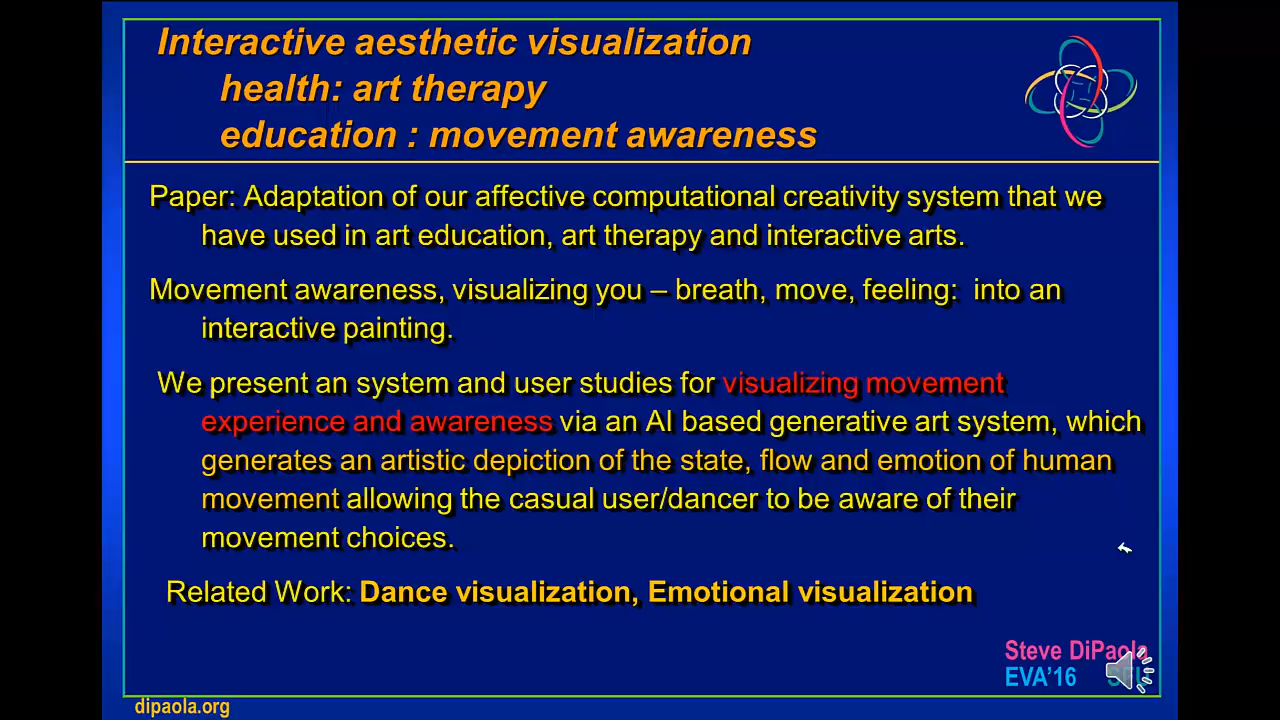 Interactive aesthetic visualization
health: art therapy
education : movement awareness
Paper: Adaptation of our affective computational creativity system that we
have used in art education, art therapy and interactive arts.
Movement awareness, visualizing you – breath, move, feeling: into an
interactive painting.
We present an system and user studies for visualizing movement
experience and awareness via an AI based generative art system, which
generates an artistic depiction of the state, flow and emotion of human
movement allowing the casual user/dancer to be aware of their
movement choices.
Related Work: Dance visualization, Emotional visualization
Steve DiPaola
EVA’16
dipaola.org